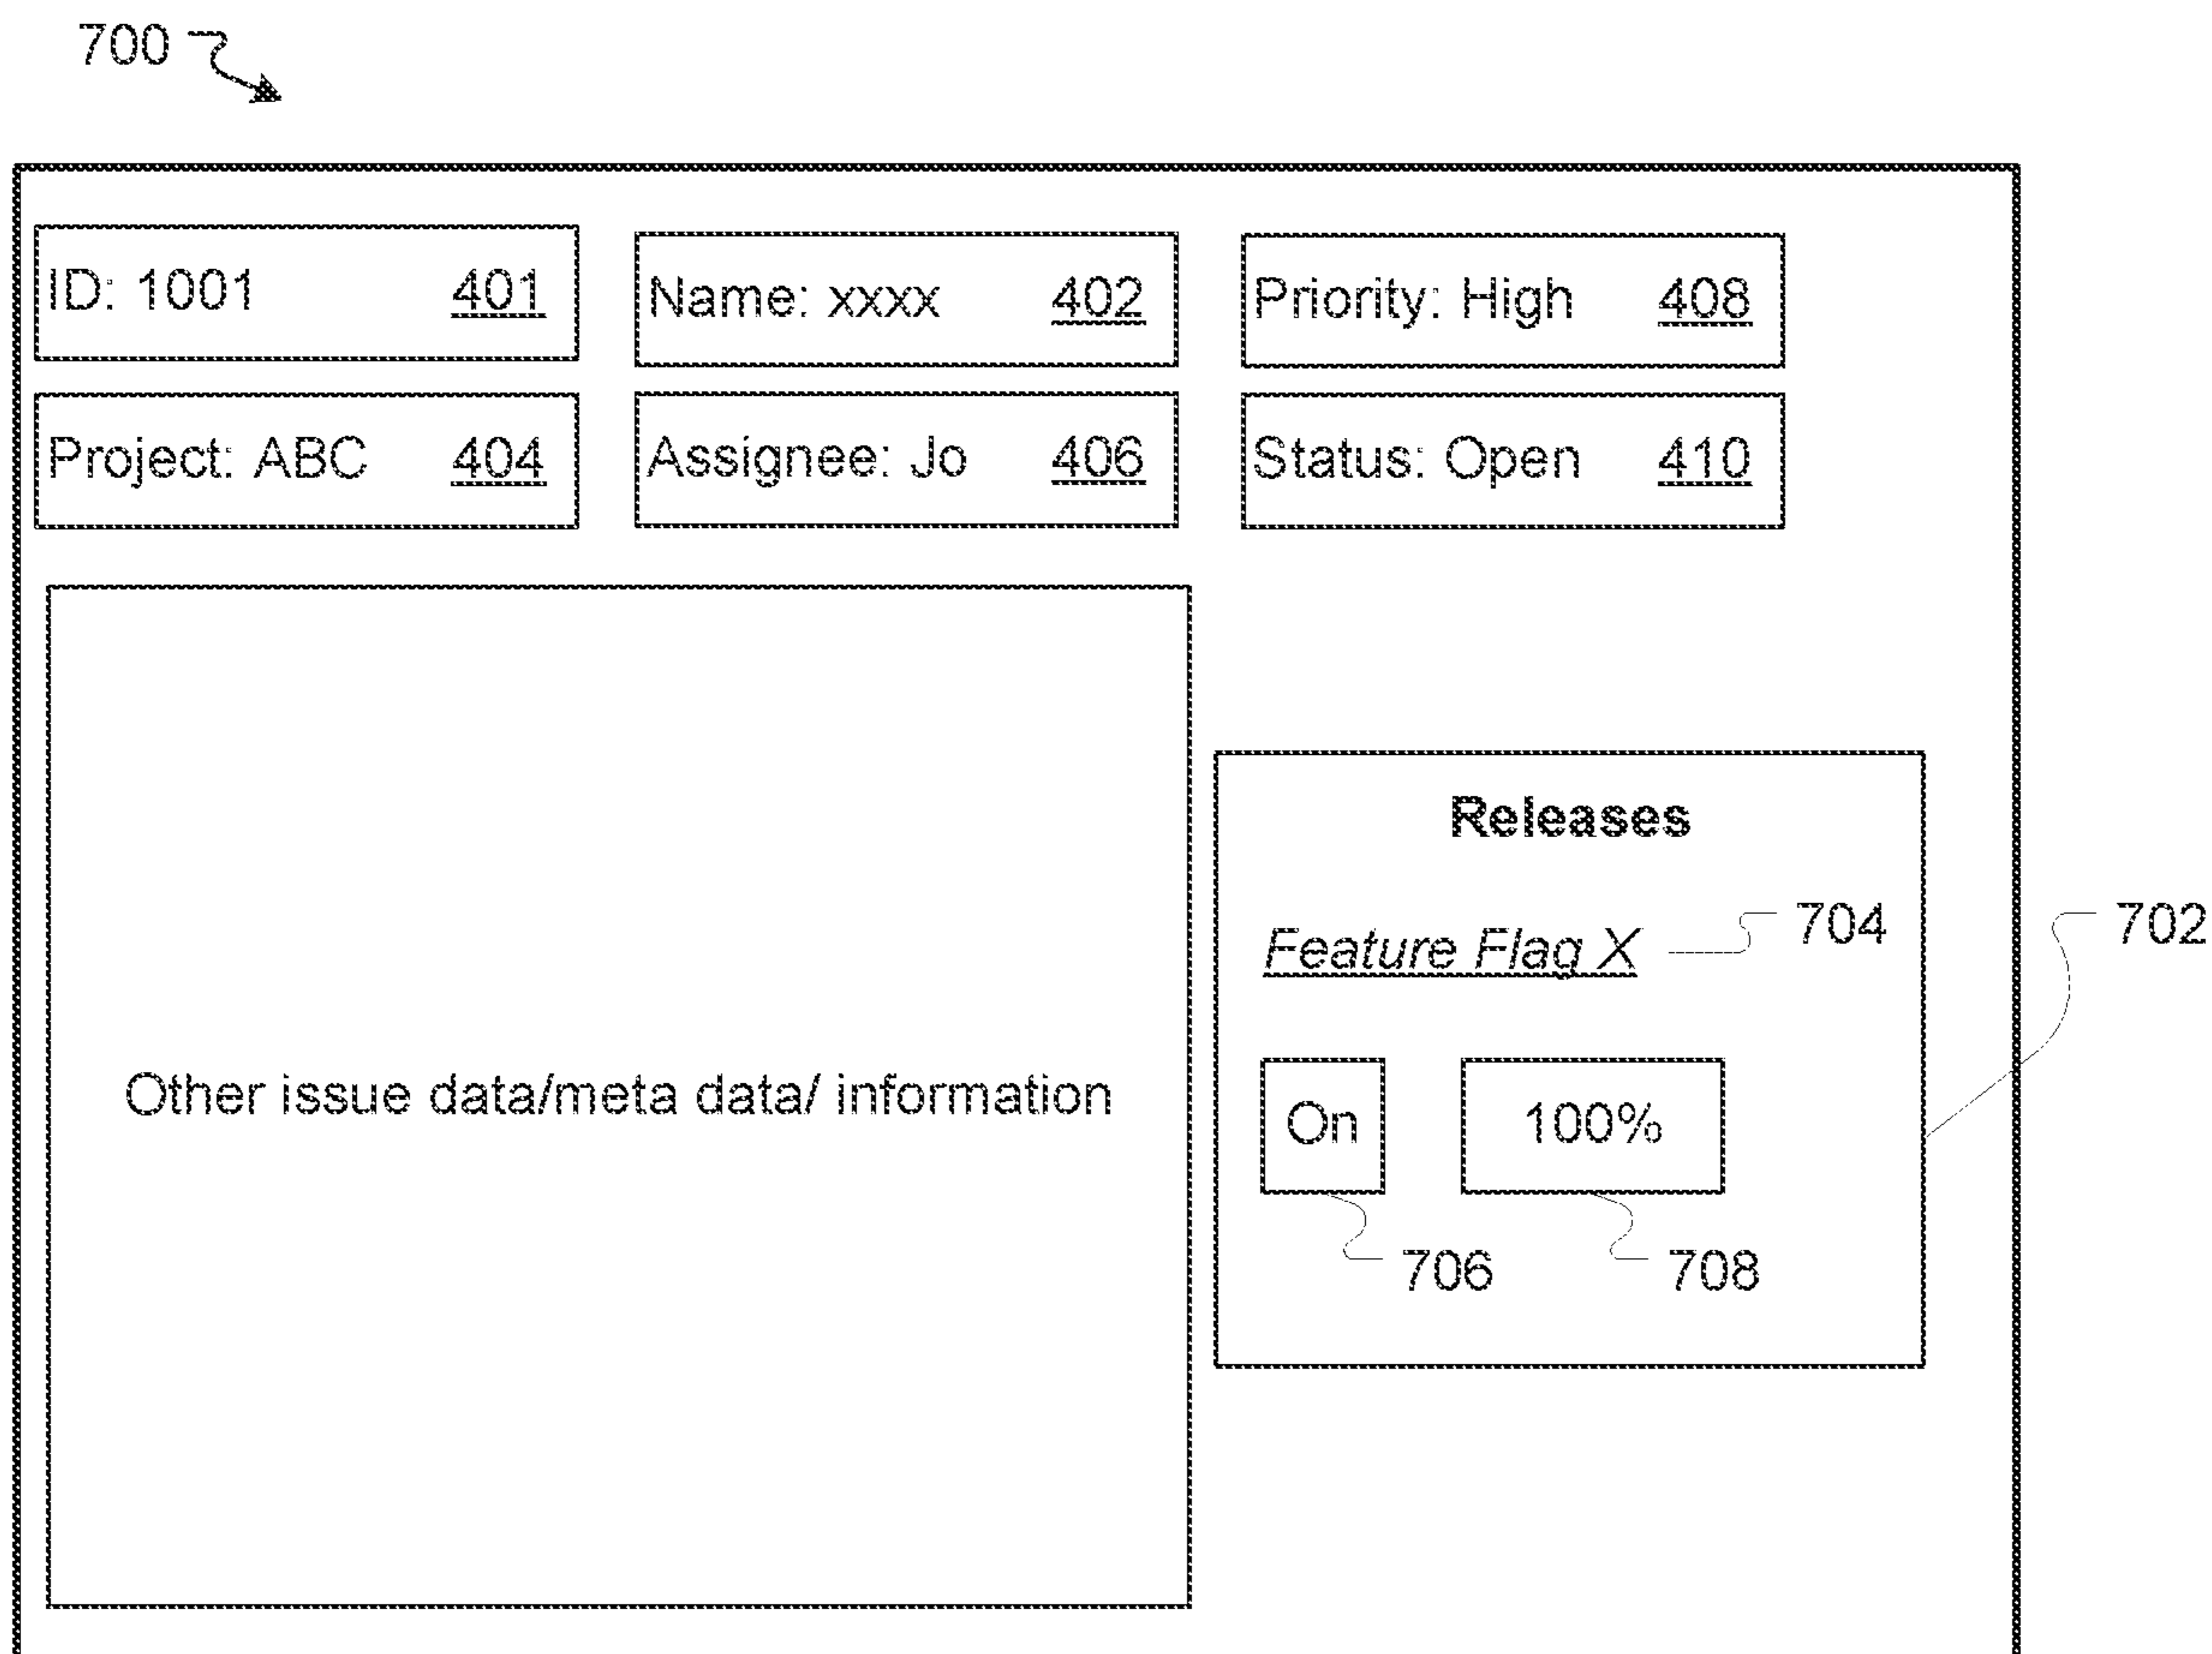 700
ID: 1001 401
Name: xxxx 402
Priority: High 408
Project: ABC 404
Assignee: Jo 406
Status: Open 410
Other issue data/meta data/ information
Releases
Feature Flag X 704
702
On
100%
706
708